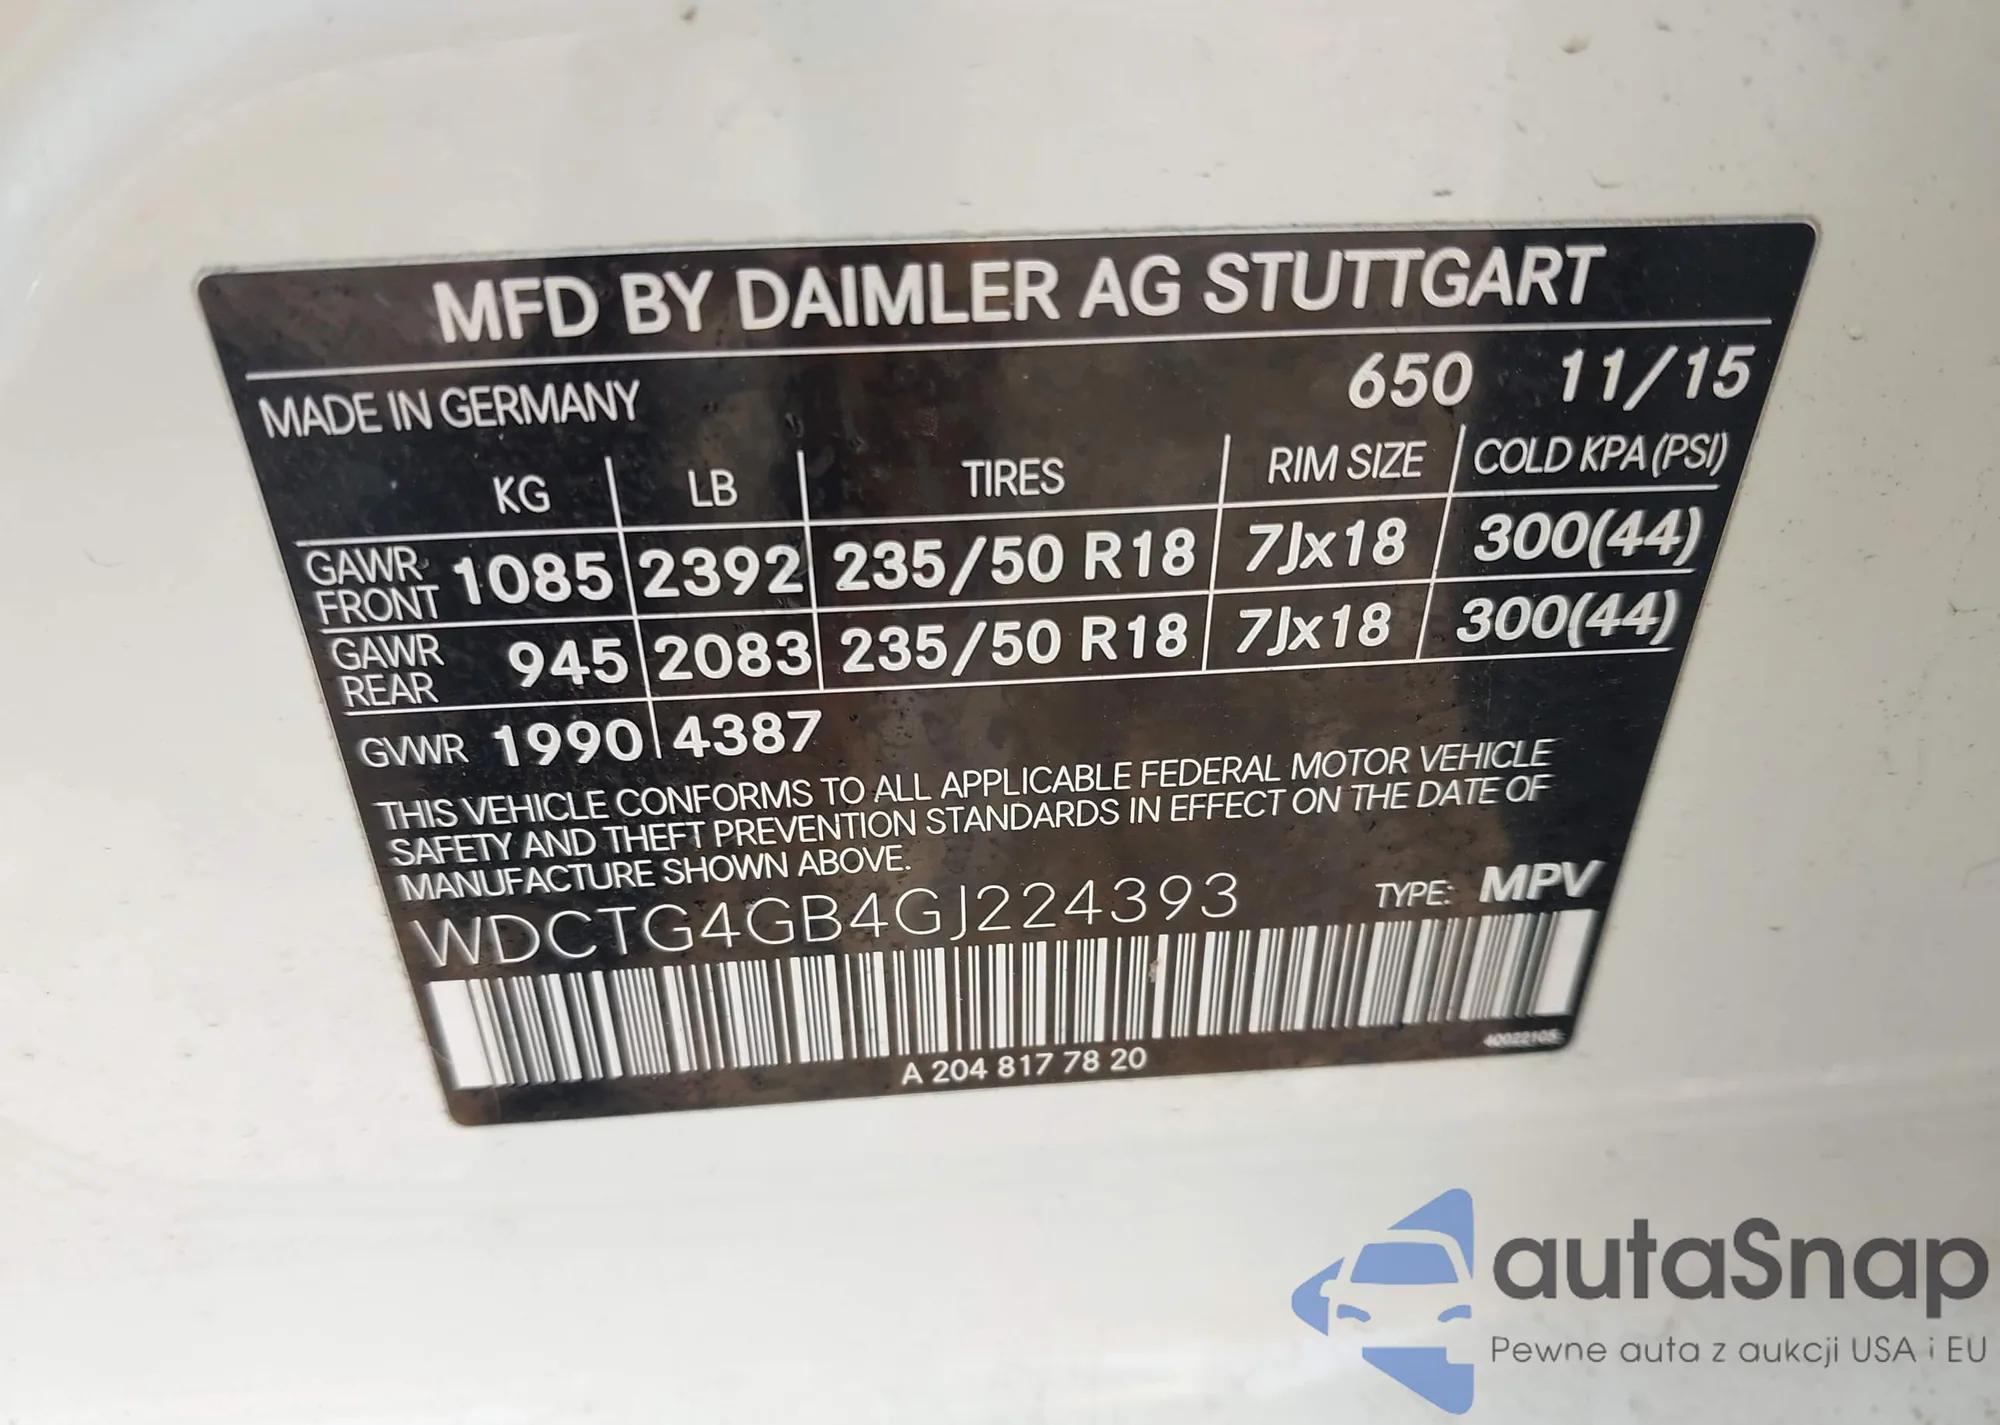 MFD BY DAIMLER AG STUTTGART
MADE IN GERMANY 650 11/15
KG LB TIRES RIM SIZE COLD KPA (PSI)
GAWR FRONT 1085 2392 235/50 R18 7Jx18 300(44)
GAWR REAR 945 2083 235/50 R18 7Jx18 300(44)
GVWR 1990 4387
THIS VEHICLE CONFORMS TO ALL APPLICABLE FEDERAL MOTOR VEHICLE
SAFETY AND THEFT PREVENTION STANDARDS IN EFFECT ON THE DATE OF
MANUFACTURE SHOWN ABOVE.
WDCTG4GB4GJ224393 TYPE: MPV
A 204 817 78 20
autaSnap
Pewne auta z aukcji USA i EU